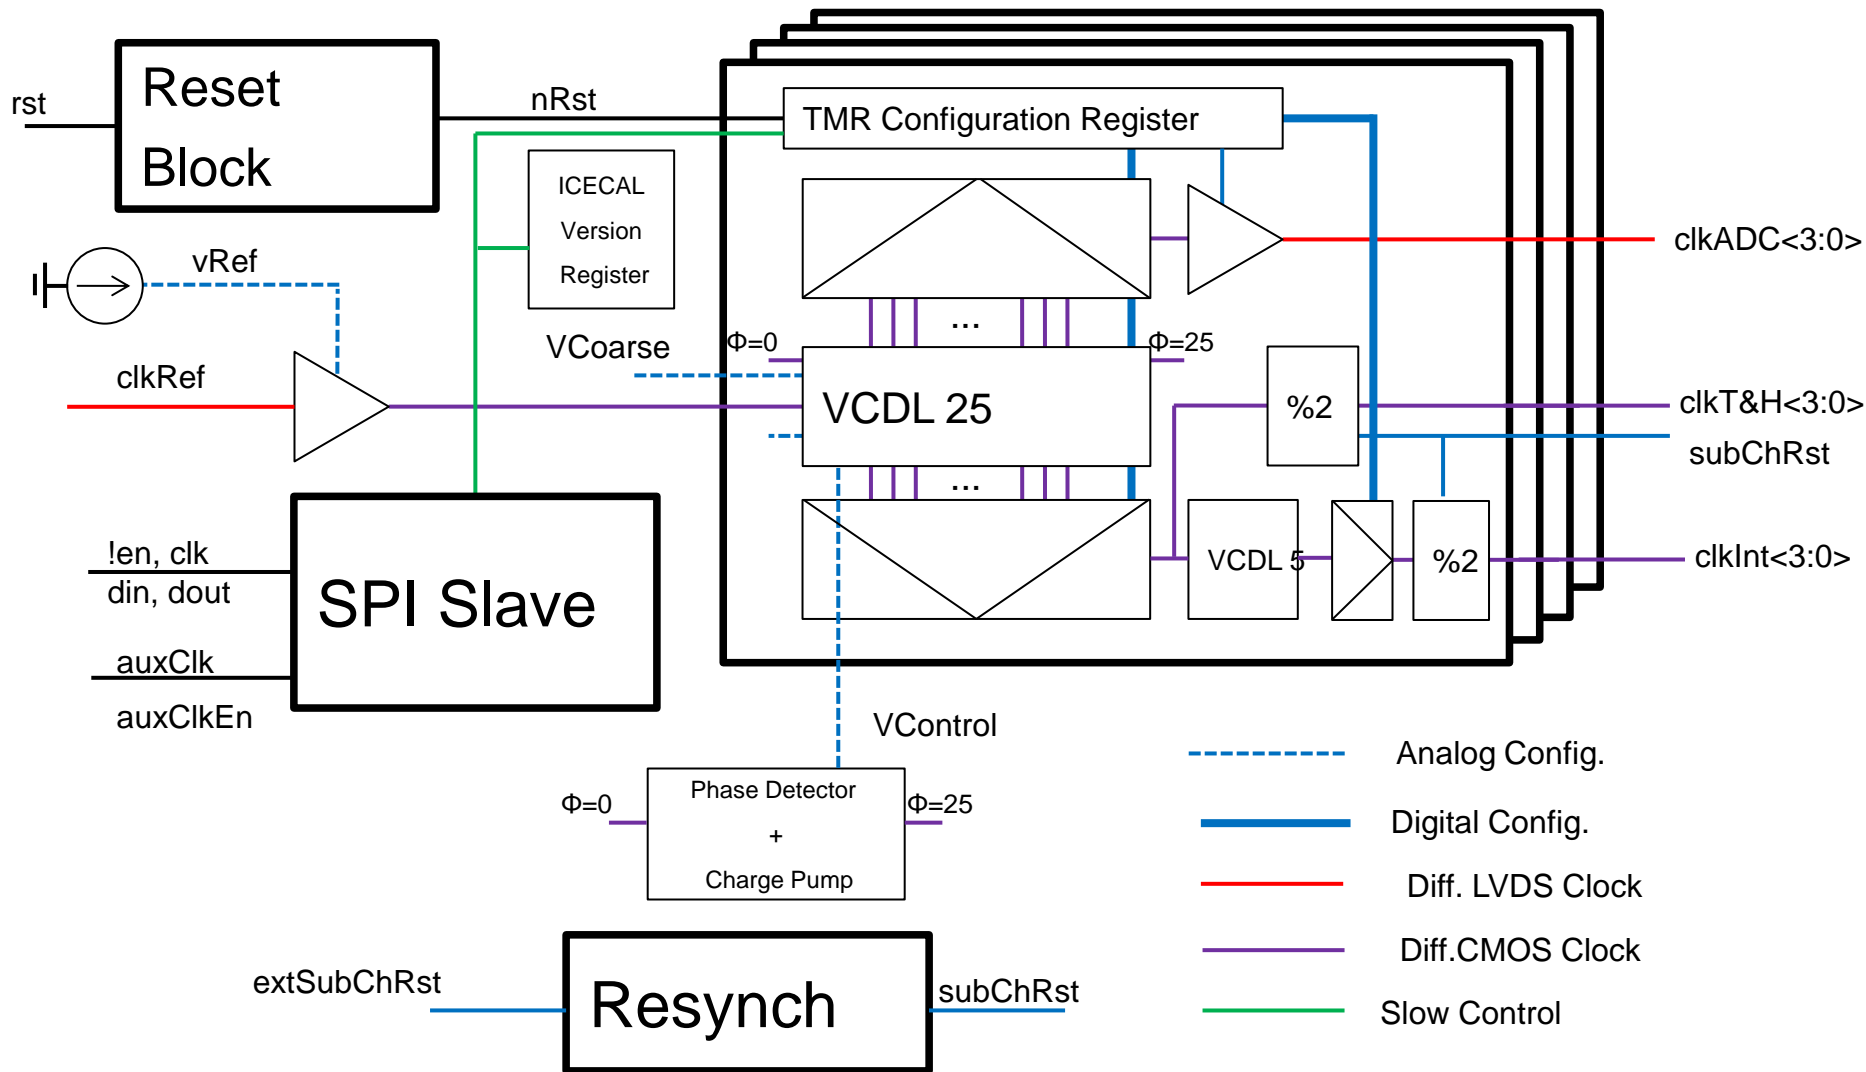 Reset
Block
rst
nRst
TMR Configuration Register
ICECAL
Version
Register
vRef
clkADC<3:0>
VCoarse
Φ=0
...
Φ=25
clkRef
VCDL 25
%2
clkT&H<3:0>
subChRst
...
!en, clk
din, dout
SPI Slave
auxClk
auxClkEn
VCDL 5
%2
clkInt<3:0>
VControl
Φ=0
Phase Detector
+
Charge Pump
Φ=25
Analog Config.
Digital Config.
Diff. LVDS Clock
Diff.CMOS Clock
Slow Control
extSubChRst
Resynch
subChRst